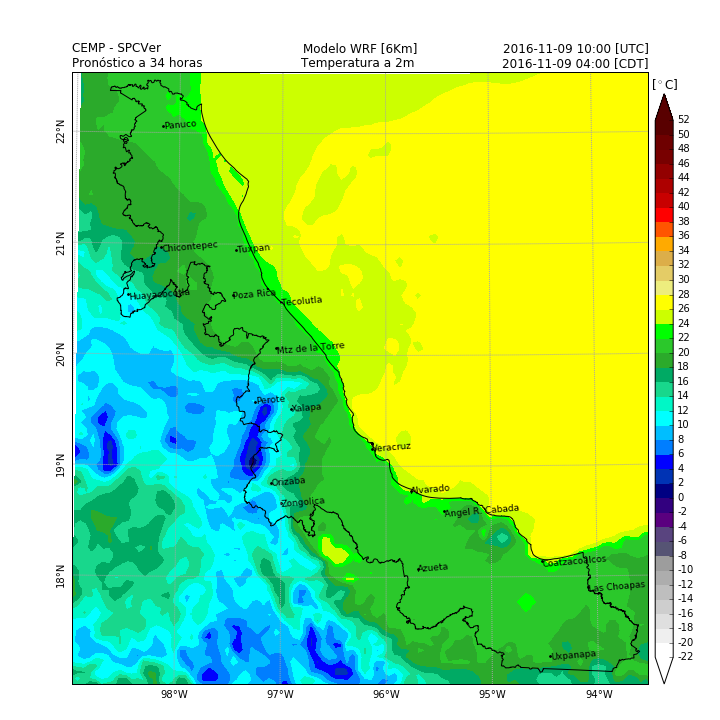 CEMP - SPCVer
Modelo WRF [6Km]
2016-11-09 10:00 [UTC]
Pronóstico a 34 horas
Temperatura a 2m
2016-11-09 04:00 [CDT]
[°C]
52
50
48
46
44
42
40
38
36
34
32
30
28
26
24
22
20
18
16
14
12
10
8
6
4
2
0
-2
-4
-6
-8
-10
-12
-14
-16
-18
-20
-22
22°N
21°N
20°N
19°N
18°N
Panuco
Chicontepec
Tuxpan
Huayacocotla
Poza Rica
Tecolutla
Mtz de la Torre
Perote
Xalapa
Veracruz
Orizaba
Alvarado
Zongolica
Angel R. Cabada
Azueta
Coatzacoalcos
Las Choapas
Uxpanapa
98°W
97°W
96°W
95°W
94°W